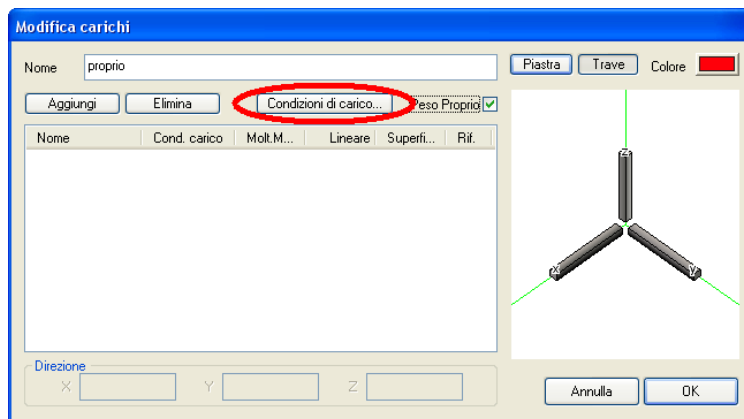 Modifica carichi
Nome proprio Piastra Trave Colore
Aggiungi Elimina Condizioni di carico... Peso Proprio
Nome Cond. carico Molt.M... Lineare Superfi... Rif.
Z
X Y
Direzione
X Y Z
Annulla OK